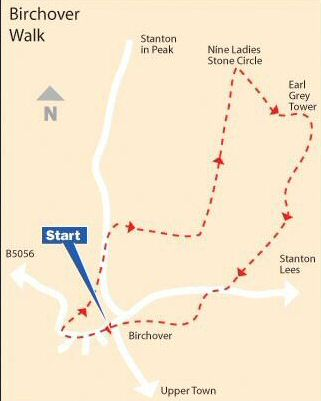 Birchover
Walk
Stanton
in Peak
Nine Ladies
Stone Circle
Earl
Grey
Tower
N
Start
B5056
Stanton
Lees
Birchover
Upper Town